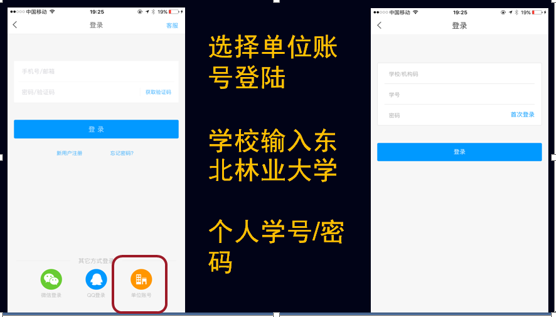 中国移动
19:25
19%
登录
客服
手机号/邮箱
密码/验证码
获取验证码
登录
新用户注册
忘记密码?
其它方式登录
微信登录
QQ登录
单位账号
选择单位账
号登陆
学校输入东
北林业大学
个人学号/密
码
中国移动
19:25
19%
登录
学校/机构码
学号
密码
首次登录
登录